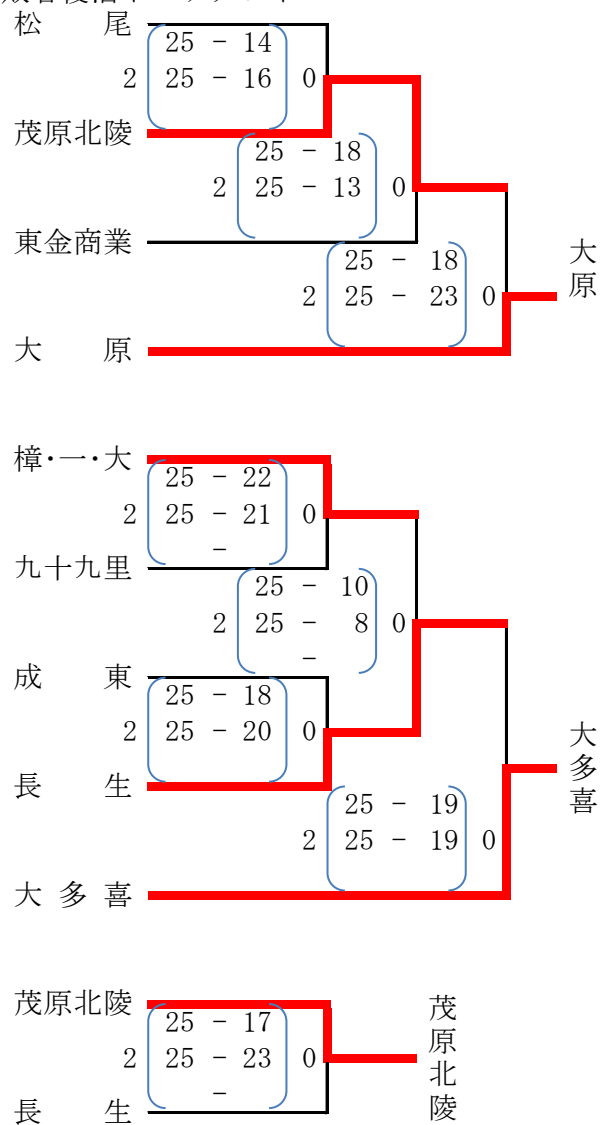 松 尾
25 - 14
2 25 - 16 0
茂原北陵
25 - 18
2 25 - 13 0
東金商業
25 - 18
2 25 - 23 0
大原
大 原
樟・一・大
25 - 22
2 25 - 21 0
-
九十九里
25 - 10
2 25 - 8 0
-
成 東
25 - 18
2 25 - 20 0
長 生
大多喜
25 - 19
2 25 - 19 0
大 多 喜
茂原北陵
25 - 17
2 25 - 23 0
-
茂原北陵
長 生